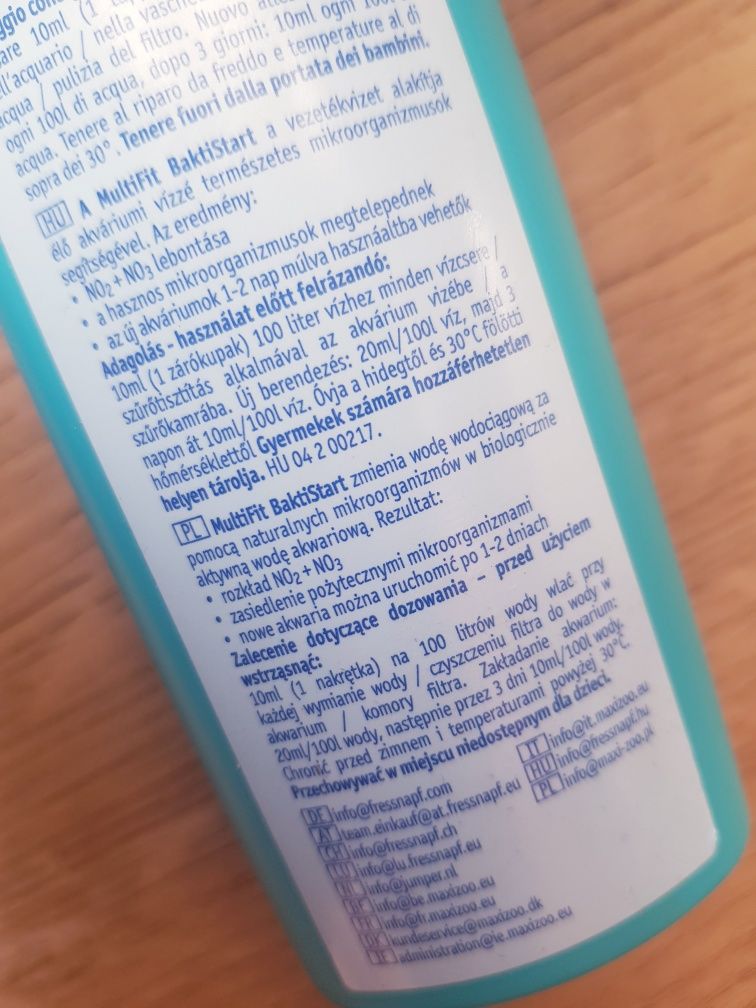 ggio con
are 10ml (1
ell'acquario / nella vasche
acqua / pulizia del filtro. Nuovo
ogni 100l di acqua, dopo 3 giorni: 10ml ogni 100l
acqua. Tenere al riparo da freddo e temperature al di
sopra dei 30°. Tenere fuori dalla portata dei bambini.
HU A MultiFit BaktiStart a vezetékvizet alakítja
élő akváriumi vízzé természetes mikroorganizmusok
segítségével. Az eredmény:
• NO2 + NO3 lebontása
• a hasznos mikroorganizmusok megtelepednek
• az új akváriumok 1-2 nap múlva használtba vehetők
Adagolás - használat előtt felrázandó:
10ml (1 zárókupak) 100 liter vízhez minden vízcsere /
szűrőtisztítás alkalmával az akvárium vizébe / a
szűrőkamrába. Új berendezés: 20ml/100l víz, majd 3
napon át 10ml/100l víz. Óvja a hidegtől és 30°C fölötti
hőmérséklettől. Gyermekek számára hozzáférhetetlen
helyen tárolja. HU 04 2 00217.
PL MultiFit BaktiStart zmienia wodę wodociągową za
pomocą naturalnych mikroorganizmów w biologicznie
aktywną wodę akwariową. Rezultat:
• rozkład NO2 + NO3
• zasiedlenie pożytecznymi mikroorganizmami
• nowe akwaria można uruchomić po 1-2 dniach
Zalecenie dotyczące dozowania – przed użyciem
wstrząsnąć:
10ml (1 nakrętka) na 100 litrów wody wlać przy
każdej wymianie wody / czyszczeniu filtra do wody w
akwarium / komory filtra. Zakładanie akwarium:
20ml/100l wody, następnie przez 3 dni 10ml/100l wody.
Chronić przed zimnem i temperaturami powyżej 30°C.
Przechowywać w miejscu niedostępnym dla dzieci.
DE info@fressnapf.com
AT team.einkauf@at.fressnapf.eu
CH info@fressnapf.ch
info@lu.fressnapf.eu
info@jumper.nl
info@be.maxizoo.eu
info@fr.maxizoo.eu
DK kundeservice@maxizoo.dk
IE administration@ie.maxizoo.eu
IT info@it.maxizoo.eu
HU info@fressnapf.hu
PL info@maxi-zoo.pl